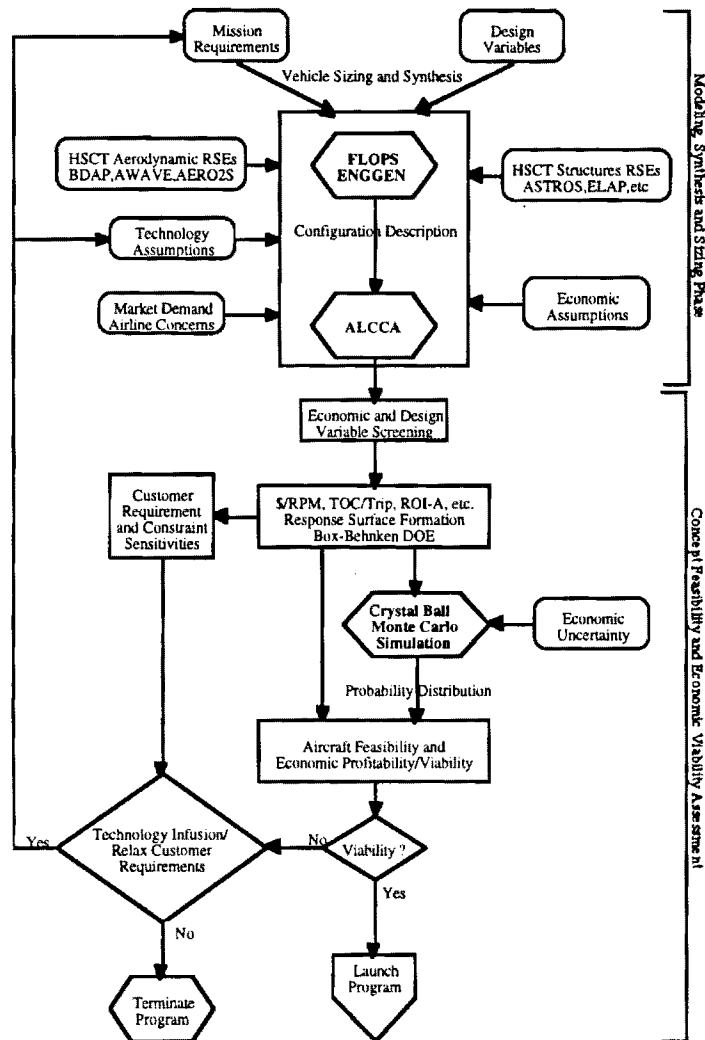 Mission
Requirements
Design
Variables
Vehicle Sizing and Synthesis
HSCT Aerodynamic RSEs
BDAP,AWAVE,AERO2S
FLOPS
ENGGEN
HSCT Structures RSEs
ASTROS,ELAP,etc
Technology
Assumptions
Configuration Description
Market Demand
Airline Concerns
ALCCA
Economic
Assumptions
Modeling, Synthesis and Sizing Phase
Economic and Design
Variable Screening
Customer
Requirement
and Constraint
Sensitivities
$/RPM, TOC/Trip, ROI-A, etc.
Response Surface Formation
Box-Behnken DOE
Crystal Ball
Monte Carlo
Simulation
Economic
Uncertainty
Probability Distribution
Aircraft Feasibility and
Economic Profitability/Viability
Yes
Technology Infusion/
Relax Customer
Requirements
No
Viability ?
Yes
No
Launch
Program
Terminate
Program
Concept Feasibility and Economic Viability Assessment